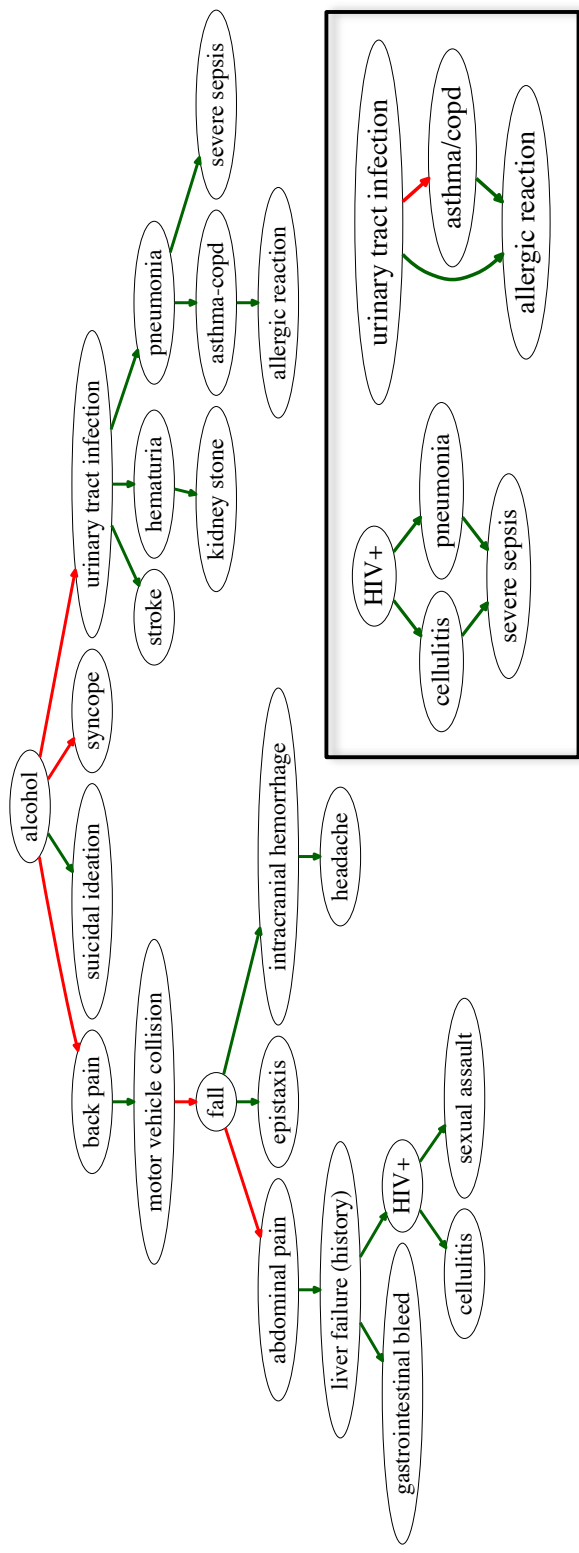 alcohol
back pain
suicidal ideation
syncope
urinary tract infection
motor vehicle collision
stroke
hematuria
pneumonia
fall
kidney stone
asthma-copd
severe sepsis
abdominal pain
epistaxis
intracranial hemorrhage
allergic reaction
liver failure (history)
headache
gastrointestinal bleed
HIV+
cellulitis
sexual assault
HIV+
cellulitis
pneumonia
severe sepsis
urinary tract infection
asthma/copd
allergic reaction